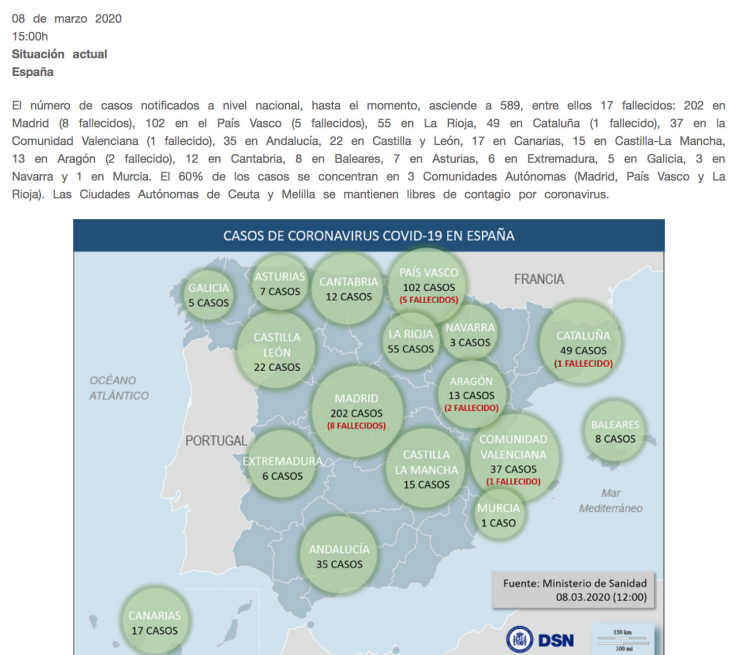 08 de marzo 2020
15:00h
Situación actual
España
El número de casos notificados a nivel nacional, hasta el momento, asciende a 589, entre ellos 17 fallecidos: 202 en
Madrid (8 fallecidos), 102 en el País Vasco (5 fallecidos), 55 en La Rioja, 49 en Cataluña (1 fallecido), 37 en la
Comunidad Valenciana (1 fallecido), 35 en Andalucía, 22 en Castilla y León, 17 en Canarias, 15 en Castilla-La Mancha,
13 en Aragón (2 fallecido), 12 en Cantabria, 8 en Baleares, 7 en Asturias, 6 en Extremadura, 5 en Galicia, 3 en
Navarra y 1 en Murcia. El 60% de los casos se concentran en 3 Comunidades Autónomas (Madrid, País Vasco y La
Rioja). Las Ciudades Autónomas de Ceuta y Melilla se mantienen libres de contagio por coronavirus.
CASOS DE CORONAVIRUS COVID-19 EN ESPAÑA
GALICIA
5 CASOS
ASTURIAS
7 CASOS
CANTABRIA
12 CASOS
PAÍS VASCO
102 CASOS
(5 FALLECIDOS)
FRANCIA
CASTILLA
LEÓN
22 CASOS
LA RIOJA
55 CASOS
NAVARRA
3 CASOS
CATALUÑA
49 CASOS
(1 FALLECIDO)
OCÉANO
ATLÁNTICO
MADRID
202 CASOS
(8 FALLECIDOS)
ARAGÓN
13 CASOS
(2 FALLECIDO)
PORTUGAL
EXTREMADURA
6 CASOS
CASTILLA
LA MANCHA
15 CASOS
COMUNIDAD
VALENCIANA
37 CASOS
(1 FALLECIDO)
BALEARES
8 CASOS
MURCIA
1 CASO
Mar
Mediterráneo
ANDALUCÍA
35 CASOS
CANARIAS
17 CASOS
Fuente: Ministerio de Sanidad
08.03.2020 (12:00)
DSN
150 km
100 mi